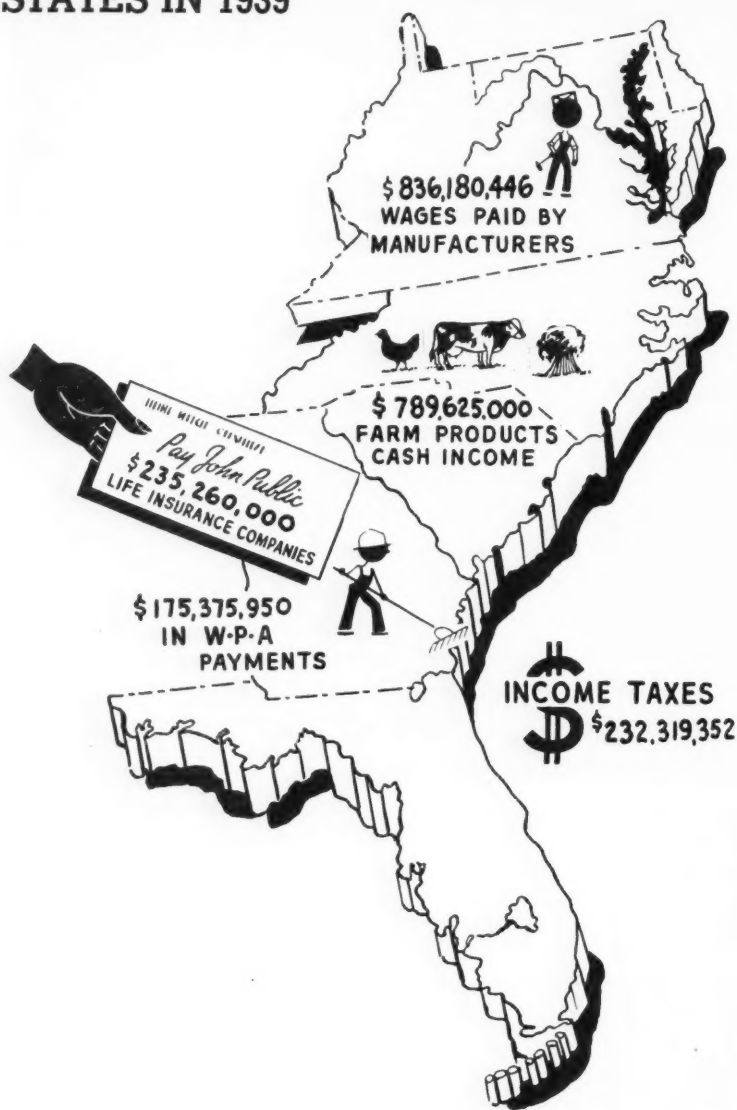 STATES IN 1939
$836,180,446
WAGES PAID BY
MANUFACTURERS
$789,625,000
FARM PRODUCTS
CASH INCOME
Pay John Public
$235,260,000
LIFE INSURANCE COMPANIES
$175,375,950
IN W·P·A
PAYMENTS
INCOME TAXES
$232,319,352